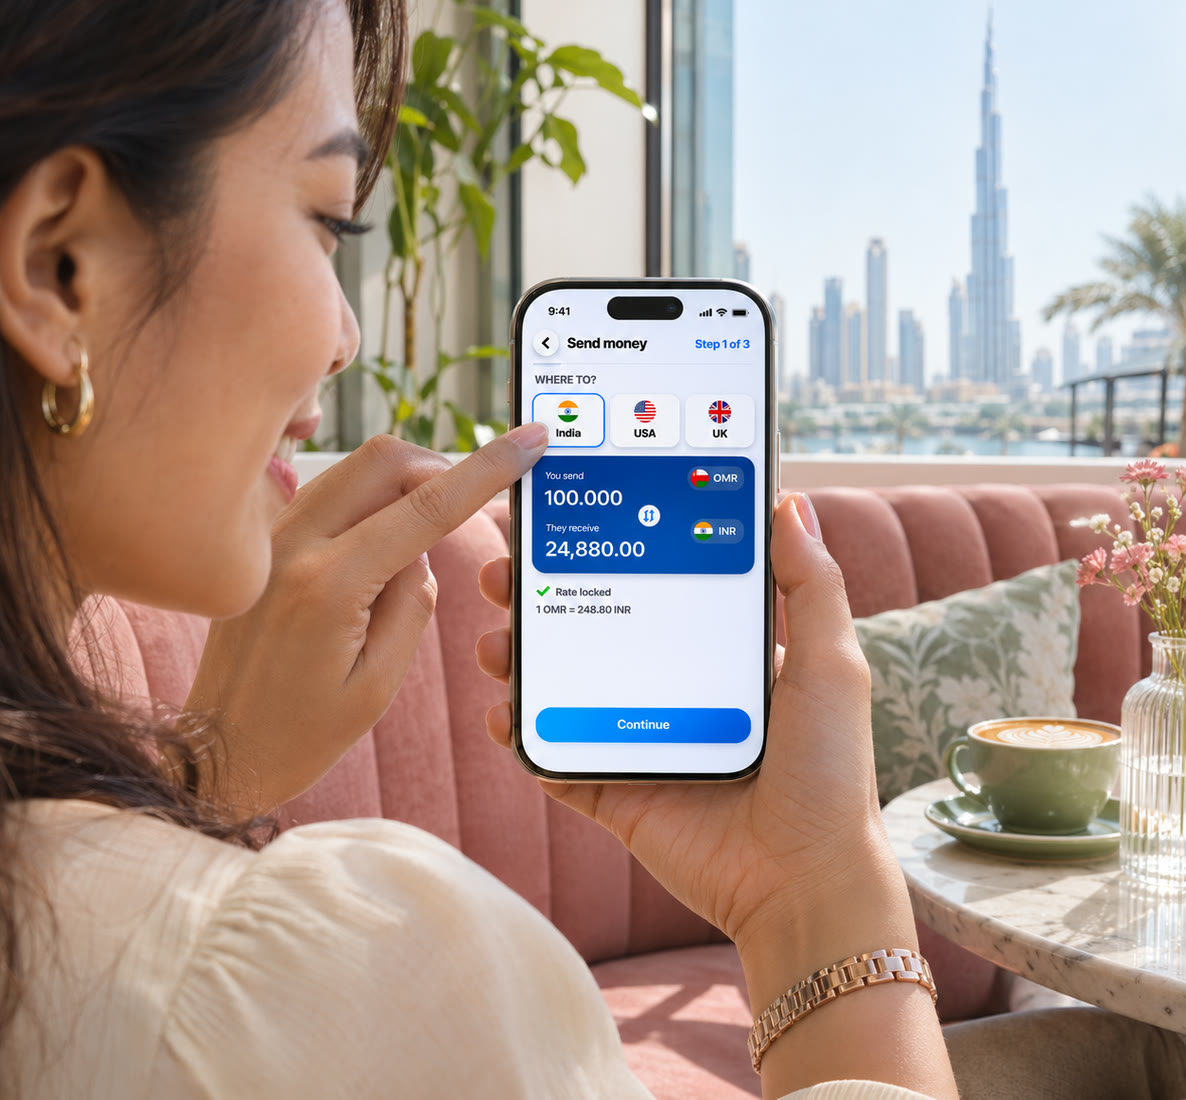 9:41
Send money
Step 1 of 3
WHERE TO?
India
USA
UK
You send
OMR
100.000
They receive
INR
24,880.00
Rate locked
1 OMR = 248.80 INR
Continue